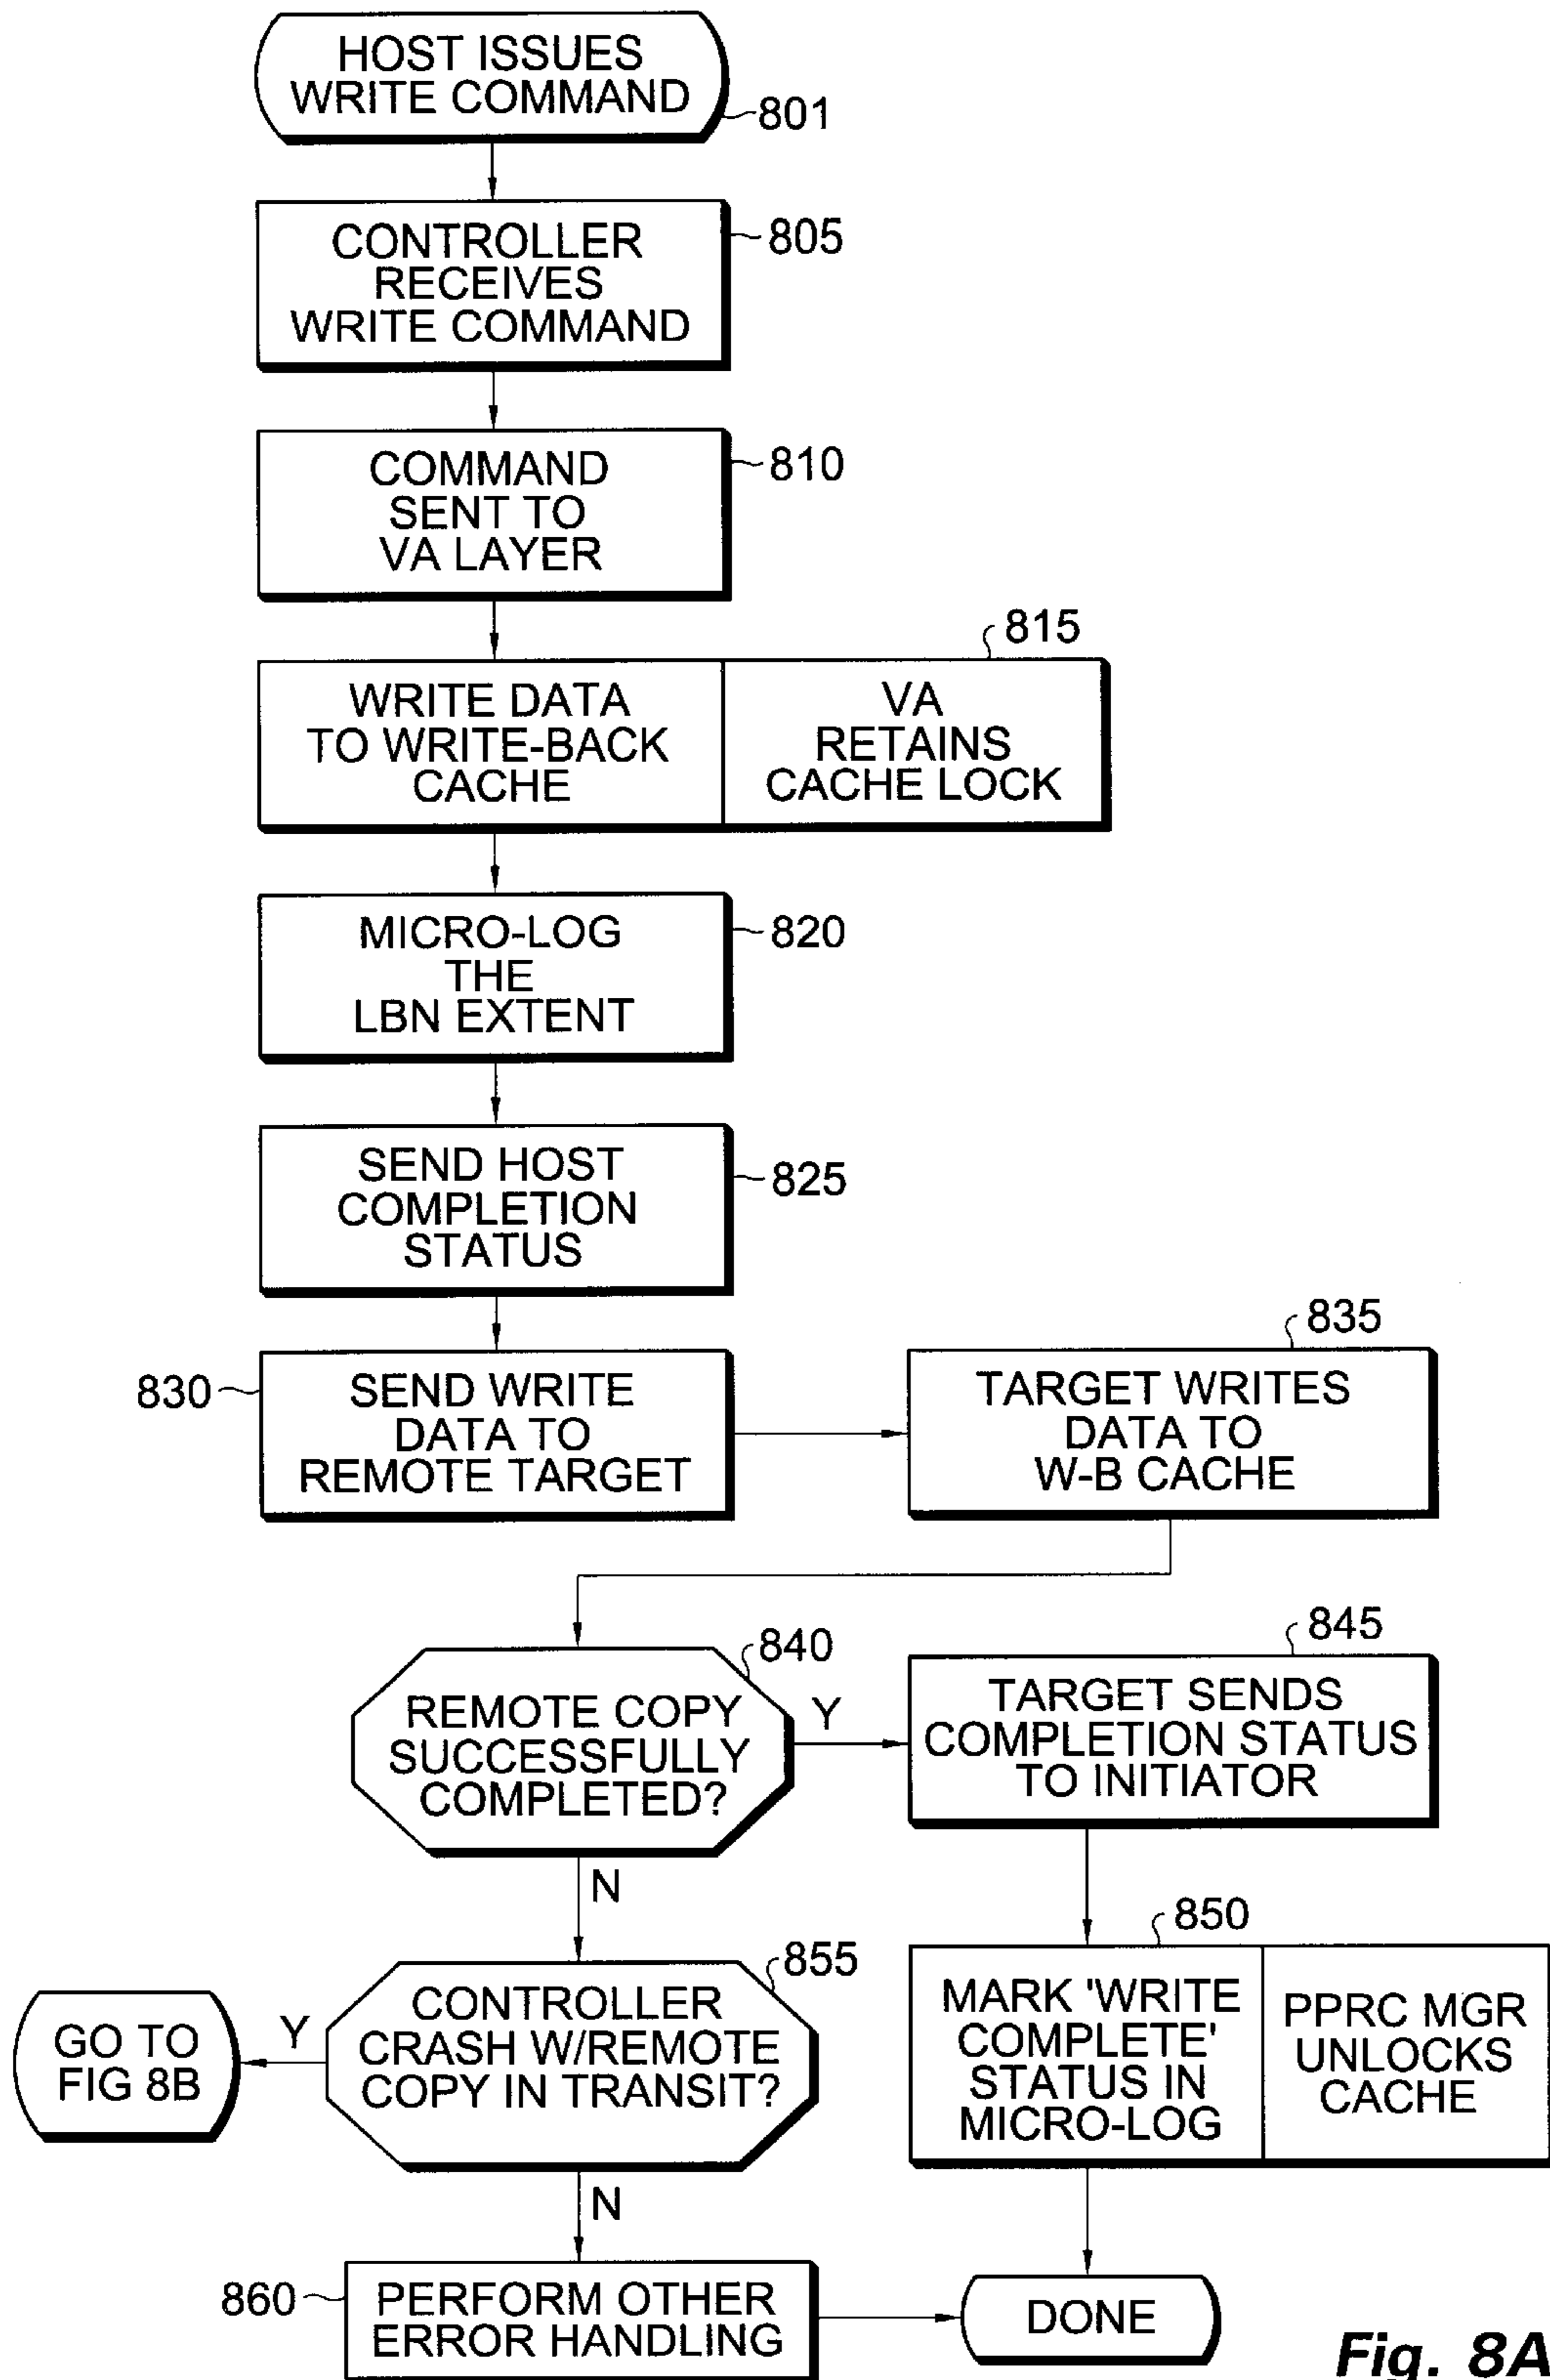 HOST ISSUES
WRITE COMMAND
801
CONTROLLER
RECEIVES
WRITE COMMAND
805
COMMAND
SENT TO
VA LAYER
810
815
WRITE DATA
TO WRITE-BACK
CACHE
VA
RETAINS
CACHE LOCK
MICRO-LOG
THE
LBN EXTENT
820
SEND HOST
COMPLETION
STATUS
825
830
SEND WRITE
DATA TO
REMOTE TARGET
835
TARGET WRITES
DATA TO
W-B CACHE
840
REMOTE COPY
SUCCESSFULLY
COMPLETED?
Y
N
845
TARGET SENDS
COMPLETION STATUS
TO INITIATOR
850
MARK 'WRITE
COMPLETE'
STATUS IN
MICRO-LOG
PPRC MGR
UNLOCKS
CACHE
855
CONTROLLER
CRASH W/REMOTE
COPY IN TRANSIT?
Y
GO TO
FIG 8B
N
860
PERFORM OTHER
ERROR HANDLING
DONE
Fig. 8A